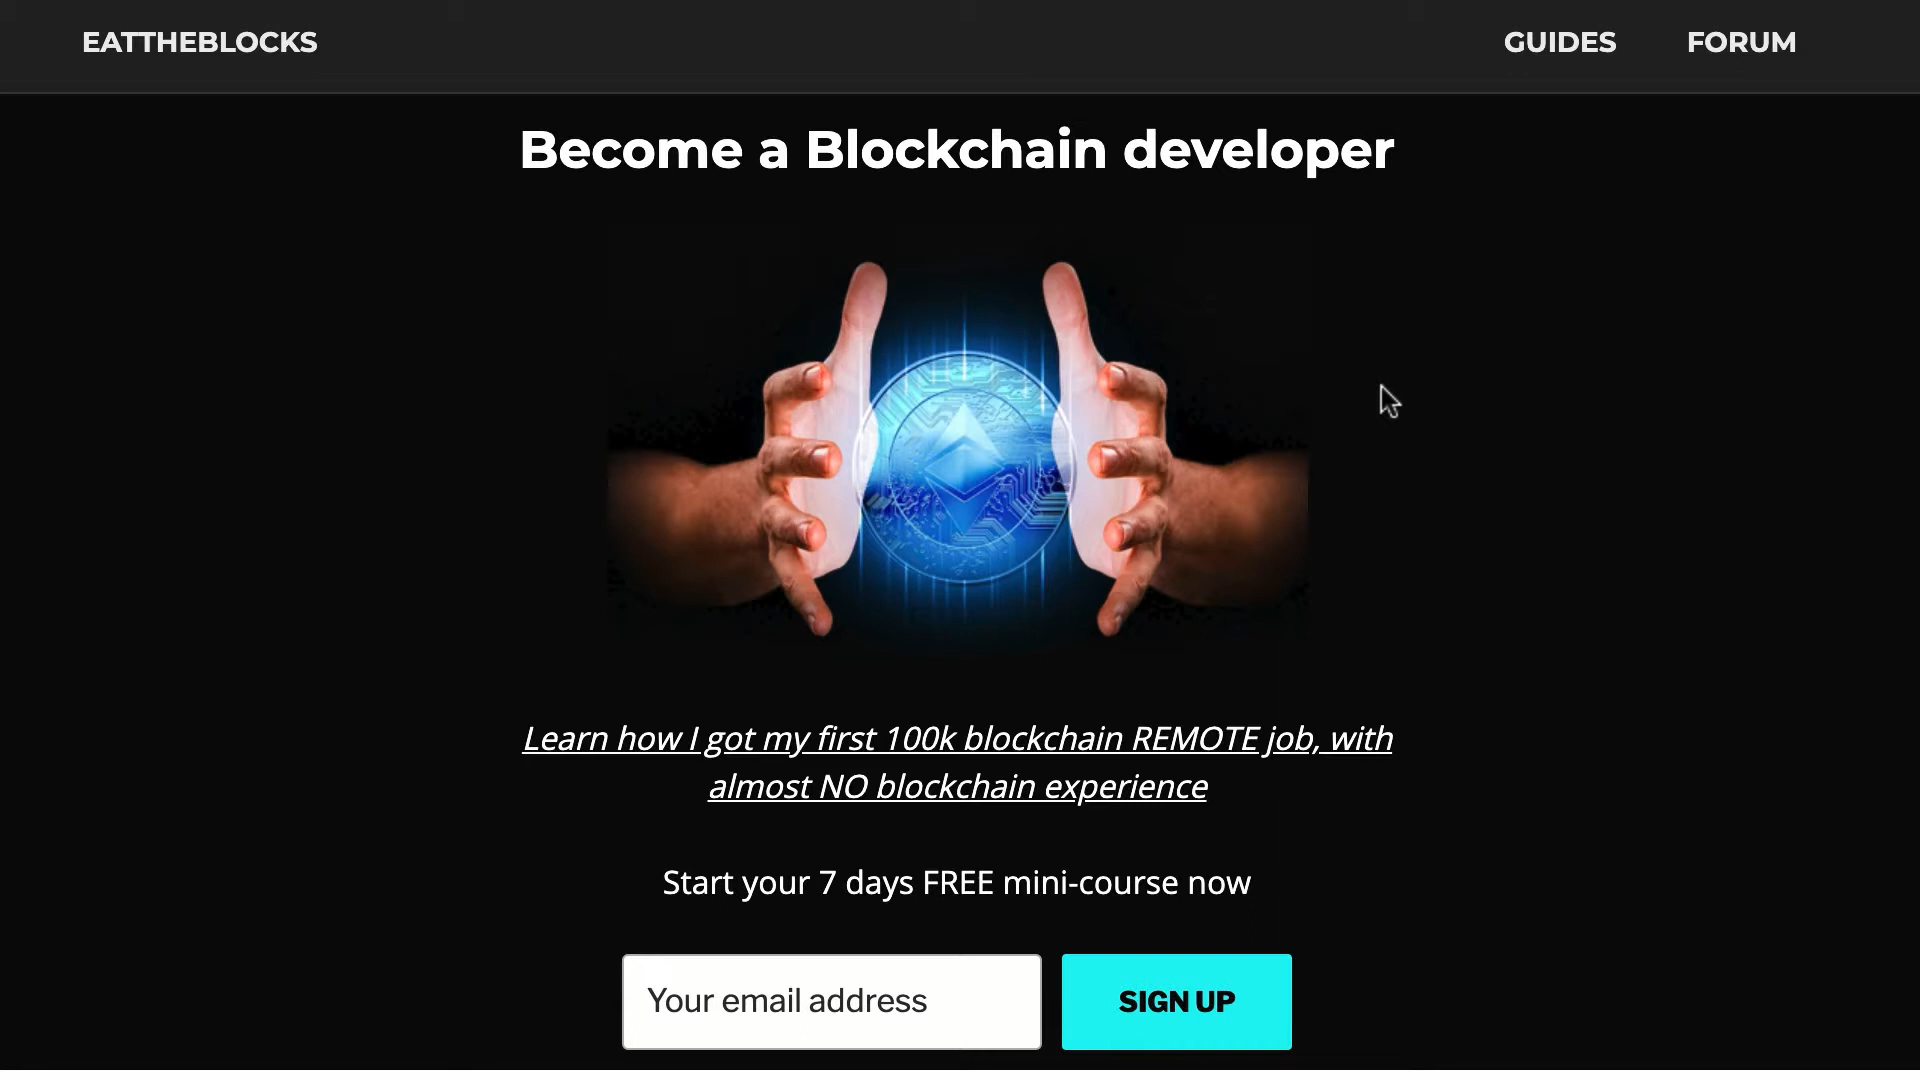 EATTHEBLOCKS
GUIDES
FORUM
Become a Blockchain developer
Learn how I got my first 100k blockchain REMOTE job, with
almost NO blockchain experience
Start your 7 days FREE mini-course now
Your email address
SIGN UP